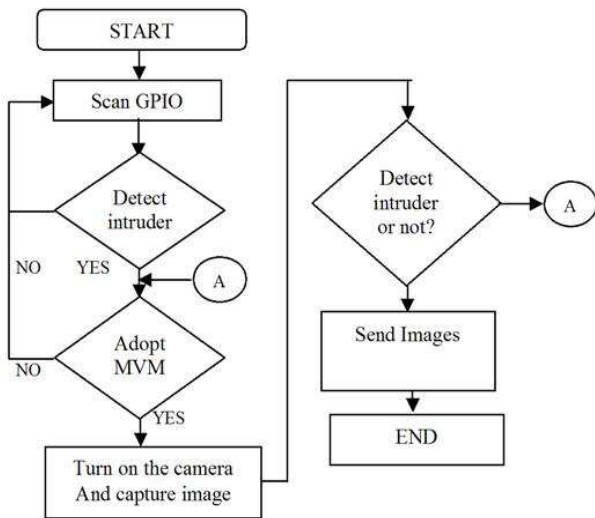 START
Scan GPIO
Detect
intruder
NO
YES
A
Adopt
MVM
NO
YES
Turn on the camera
And capture image
Detect
intruder
or not?
A
Send Images
END